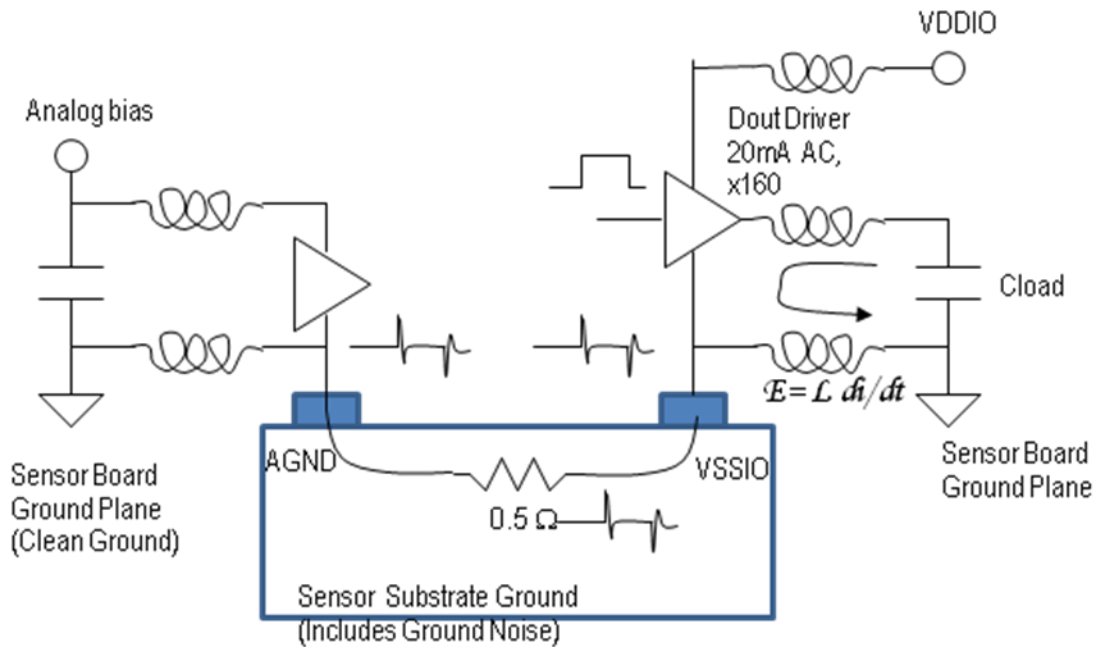 VDDIO
Analog bias
Dout Driver
20mA AC,
x160
Cload
E = L di/dt
AGND
VSSIO
0.5 Ω
Sensor Board
Ground Plane
(Clean Ground)
Sensor Board
Ground Plane
Sensor Substrate Ground
(Includes Ground Noise)